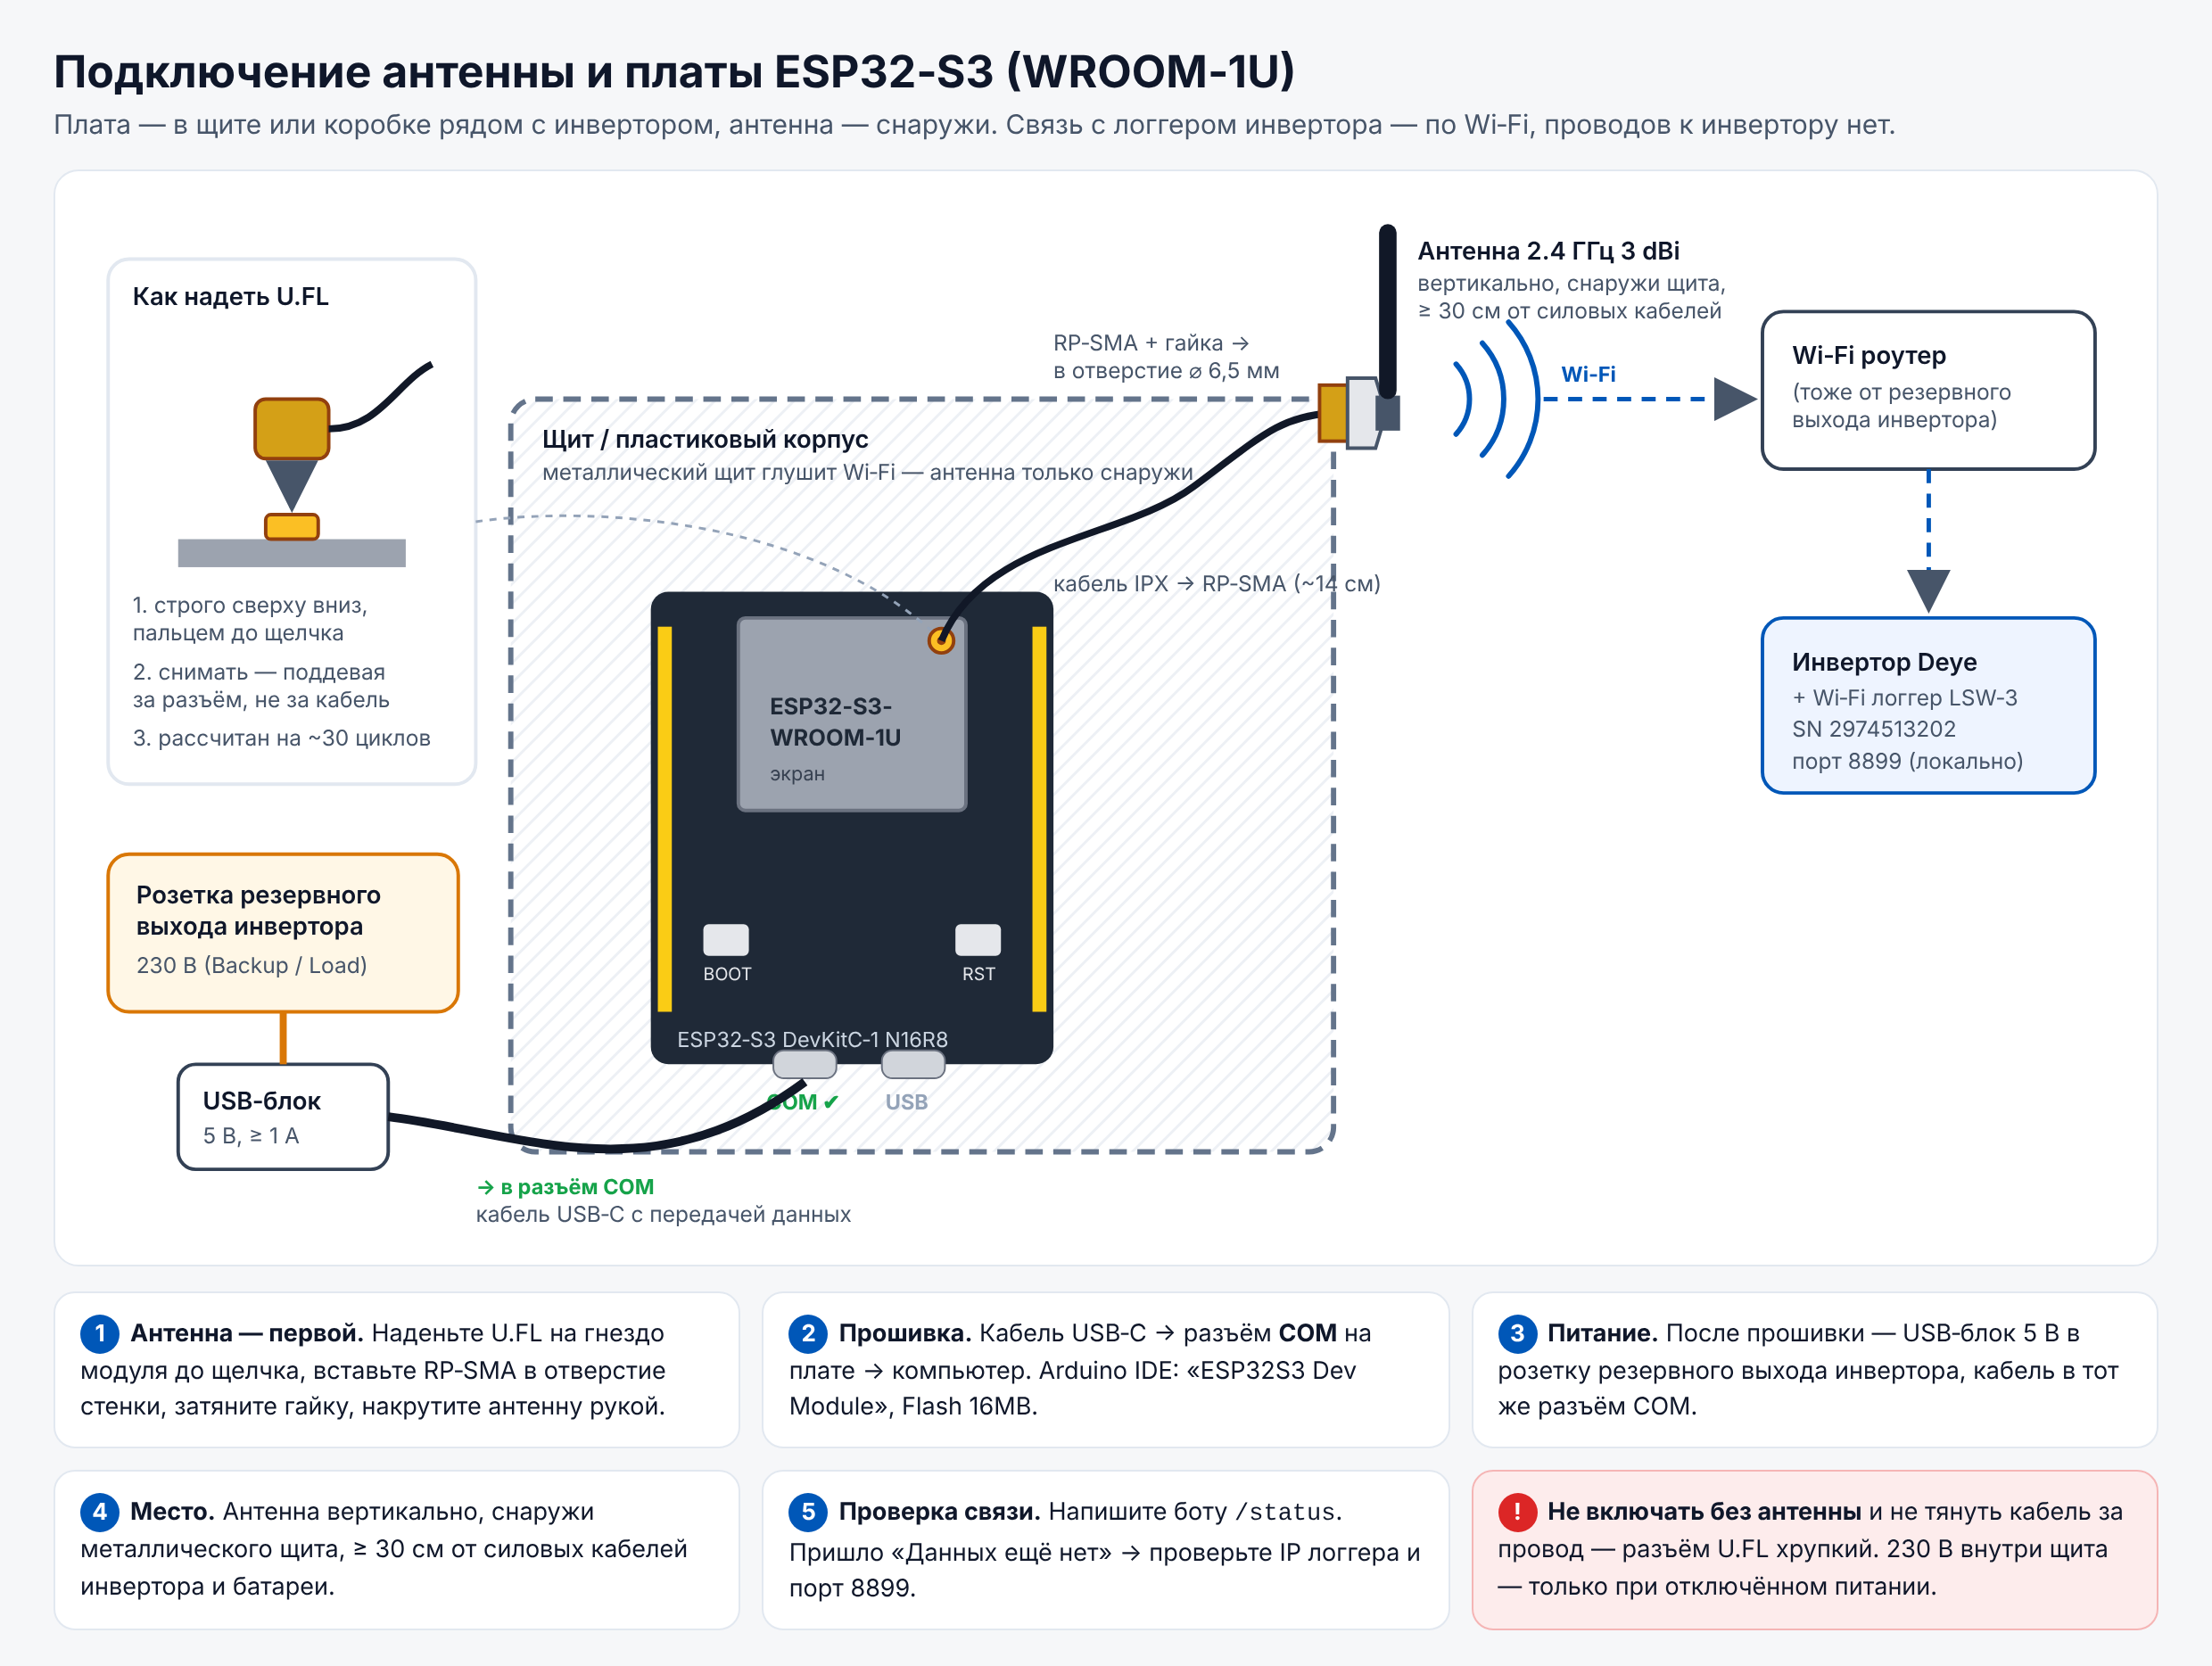 Подключение антенны и платы ESP32-S3 (WROOM-1U)
Плата — в щите или коробке рядом с инвертором, антенна — снаружи. Связь с логгером инвертора — по Wi-Fi, проводов к инвертору нет.
Как надеть U.FL
1. строго сверху вниз,
пальцем до щелчка
2. снимать — поддевая
за разъём, не за кабель
3. рассчитан на ~30 циклов
Антенна 2.4 ГГц 3 dBi
вертикально, снаружи щита,
≥ 30 см от силовых кабелей
RP-SMA + гайка →
в отверстие ⌀ 6,5 мм
Wi-Fi
Wi-Fi роутер
(тоже от резервного
выхода инвертора)
Щит / пластиковый корпус
металлический щит глушит Wi-Fi — антенна только снаружи
кабель IPX → RP-SMA (~14 см)
ESP32-S3-
WROOM-1U
экран
BOOT
RST
ESP32-S3 DevKitC-1 N16R8
COM ✔
USB
Инвертор Deye
+ Wi-Fi логгер LSW-3
SN 2974513202
порт 8899 (локально)
Розетка резервного
выхода инвертора
230 В (Backup / Load)
USB-блок
5 В, ≥ 1 А
→ в разъём COM
кабель USB-C с передачей данных
1 Антенна — первой. Наденьте U.FL на гнездо
модуля до щелчка, вставьте RP-SMA в отверстие
стенки, затяните гайку, накрутите антенну рукой.
2 Прошивка. Кабель USB-C → разъём COM на
плате → компьютер. Arduino IDE: «ESP32S3 Dev
Module», Flash 16MB.
3 Питание. После прошивки — USB-блок 5 В в
розетку резервного выхода инвертора, кабель в тот
же разъём COM.
4 Место. Антенна вертикально, снаружи
металлического щита, ≥ 30 см от силовых кабелей
инвертора и батареи.
5 Проверка связи. Напишите боту /status.
Пришло «Данных ещё нет» → проверьте IP логгера и
порт 8899.
! Не включать без антенны и не тянуть кабель за
провод — разъём U.FL хрупкий. 230 В внутри щита
— только при отключённом питании.